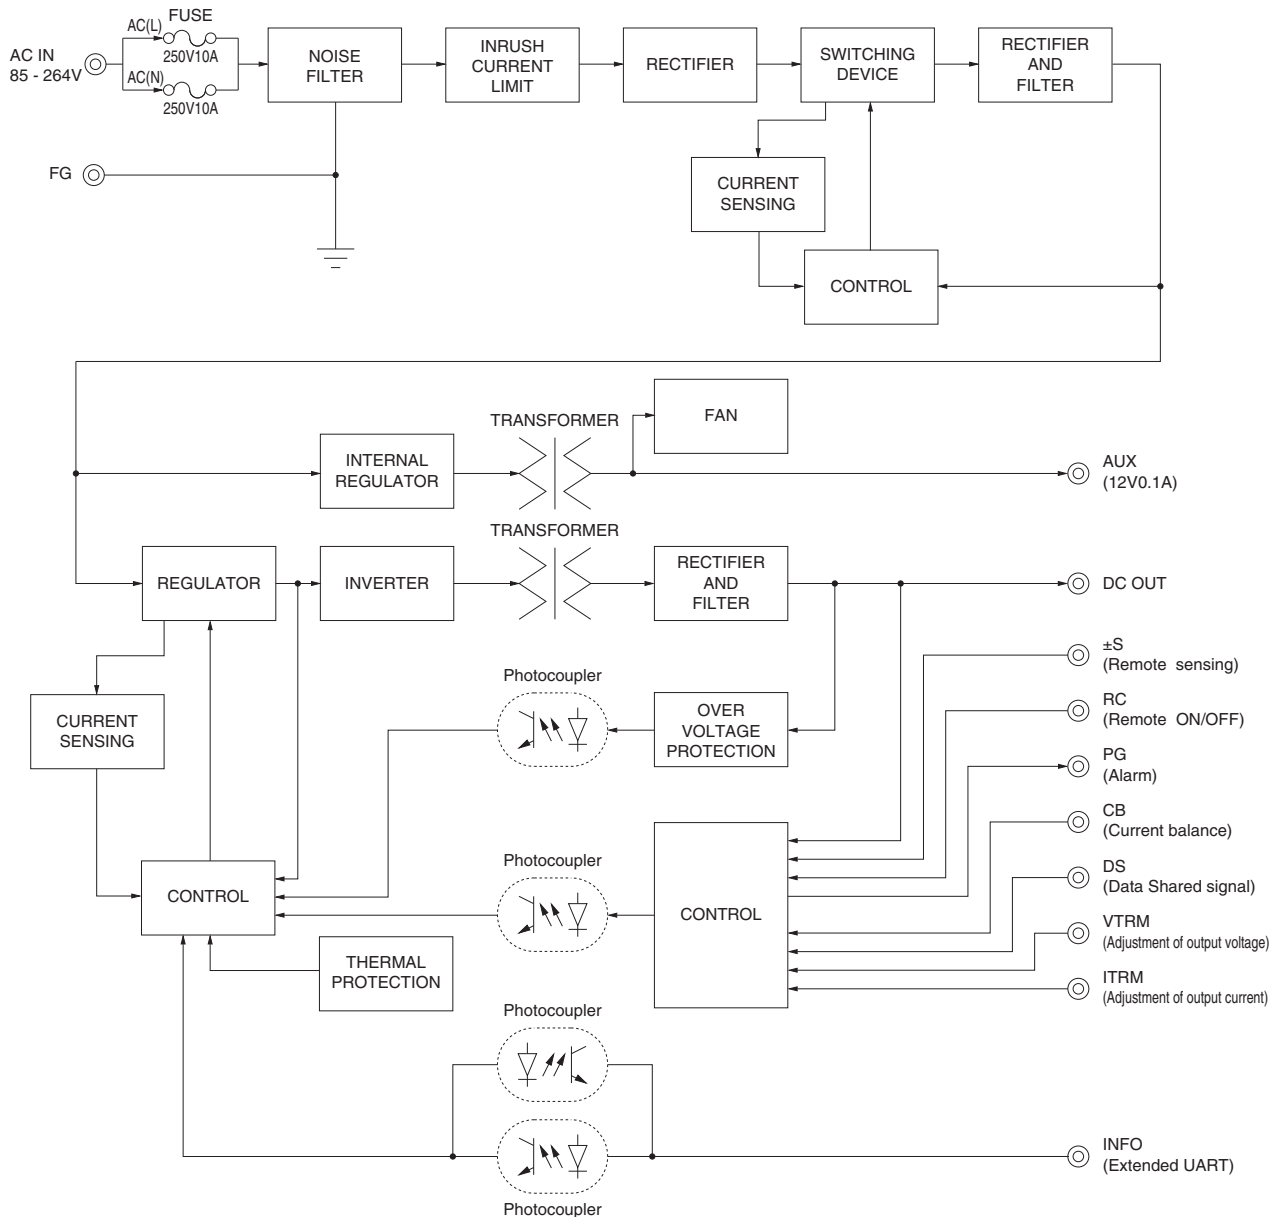 FUSE
AC(L)
250V10A
AC IN
85 - 264V
AC(N)
250V10A
NOISE
FILTER
INRUSH
CURRENT
LIMIT
RECTIFIER
SWITCHING
DEVICE
RECTIFIER
AND
FILTER
FG
CURRENT
SENSING
CONTROL
TRANSFORMER
FAN
INTERNAL
REGULATOR
AUX
(12V0.1A)
TRANSFORMER
REGULATOR
INVERTER
RECTIFIER
AND
FILTER
DC OUT
±S
(Remote sensing)
Photocoupler
OVER
VOLTAGE
PROTECTION
RC
(Remote ON/OFF)
CURRENT
SENSING
PG
(Alarm)
CB
(Current balance)
Photocoupler
DS
(Data Shared signal)
CONTROL
CONTROL
VTRM
(Adjustment of output voltage)
THERMAL
PROTECTION
ITRM
(Adjustment of output current)
Photocoupler
INFO
(Extended UART)
Photocoupler